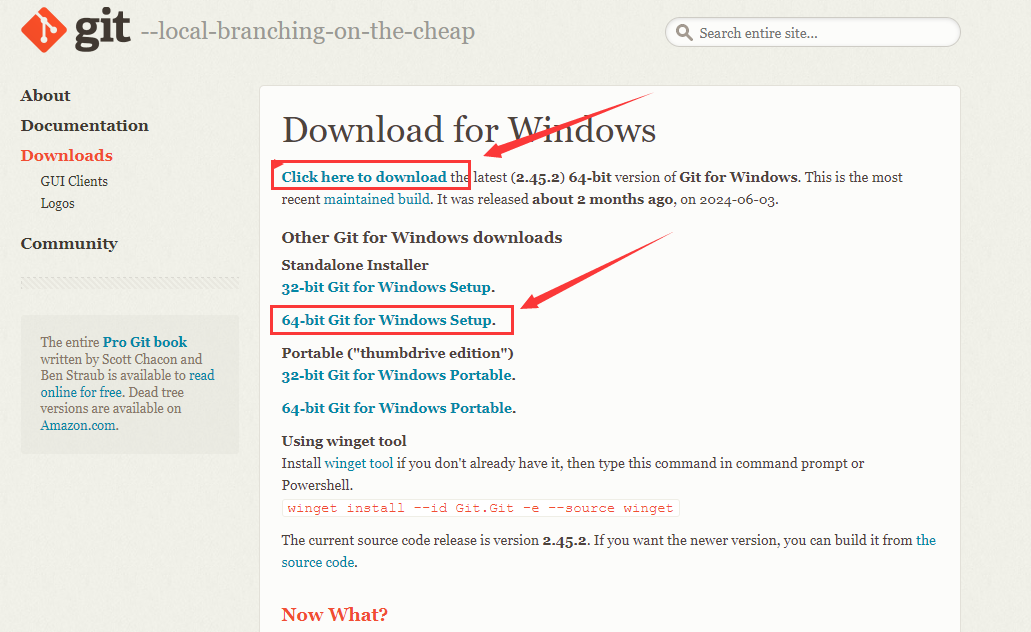 git --local-branching-on-the-cheap
Search entire site...
About
Documentation
Downloads
GUI Clients
Logos
Community
The entire Pro Git book
written by Scott Chacon and
Ben Straub is available to read
online for free. Dead tree
versions are available on
Amazon.com.
Download for Windows
Click here to download the latest (2.45.2) 64-bit version of Git for Windows. This is the most
recent maintained build. It was released about 2 months ago, on 2024-06-03.
Other Git for Windows downloads
Standalone Installer
32-bit Git for Windows Setup.
64-bit Git for Windows Setup.
Portable ("thumbdrive edition")
32-bit Git for Windows Portable.
64-bit Git for Windows Portable.
Using winget tool
Install winget tool if you don't already have it, then type this command in command prompt or
Powershell.
winget install --id Git.Git -e --source winget
The current source code release is version 2.45.2. If you want the newer version, you can build it from the
source code.
Now What?